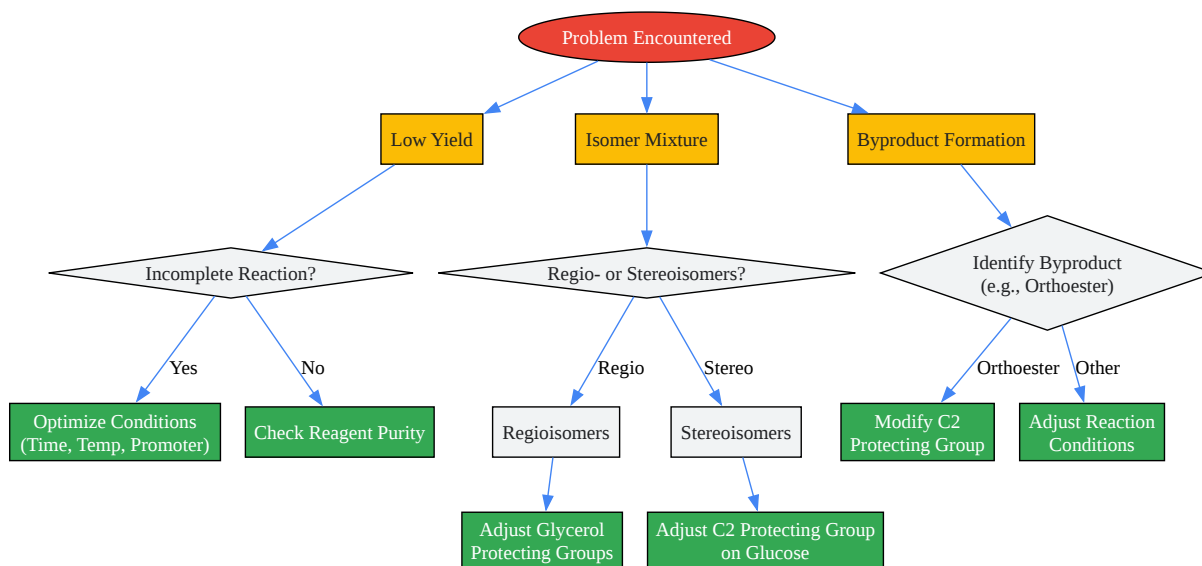 Problem Encountered
Low Yield
Isomer Mixture
Byproduct Formation
Incomplete Reaction?
Regio- or Stereoisomers?
Identify Byproduct
(e.g., Orthoester)
Yes
No
Regio
Stereo
Orthoester
Other
Optimize Conditions
(Time, Temp, Promoter)
Check Reagent Purity
Regioisomers
Stereoisomers
Modify C2
Protecting Group
Adjust Reaction
Conditions
Adjust Glycerol
Protecting Groups
Adjust C2 Protecting Group
on Glucose